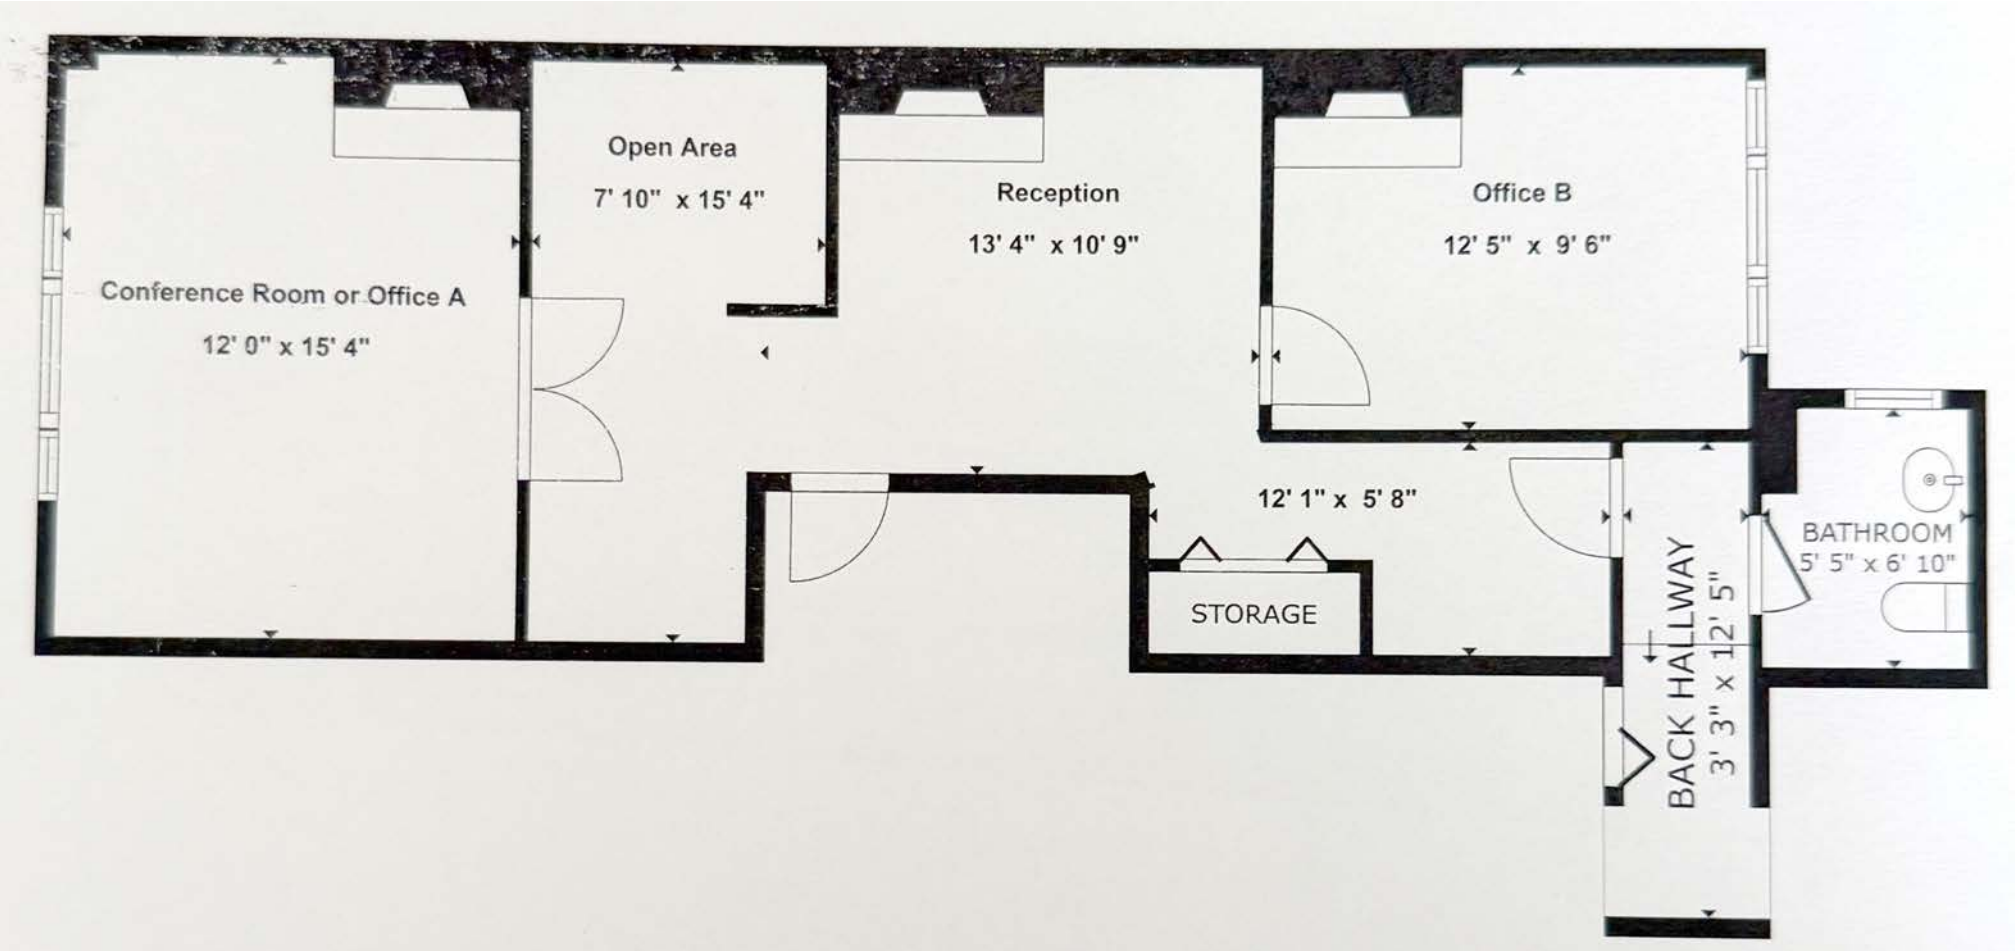 Open Area
7' 10" x 15' 4"
Reception
13' 4" x 10' 9"
Office B
12' 5" x 9' 6"
Conference Room or Office A
12' 0" x 15' 4"
12' 1" x 5' 8"
STORAGE
BACK HALLWAY
3' 3" x 12' 5"
BATHROOM
5' 5" x 6' 10"